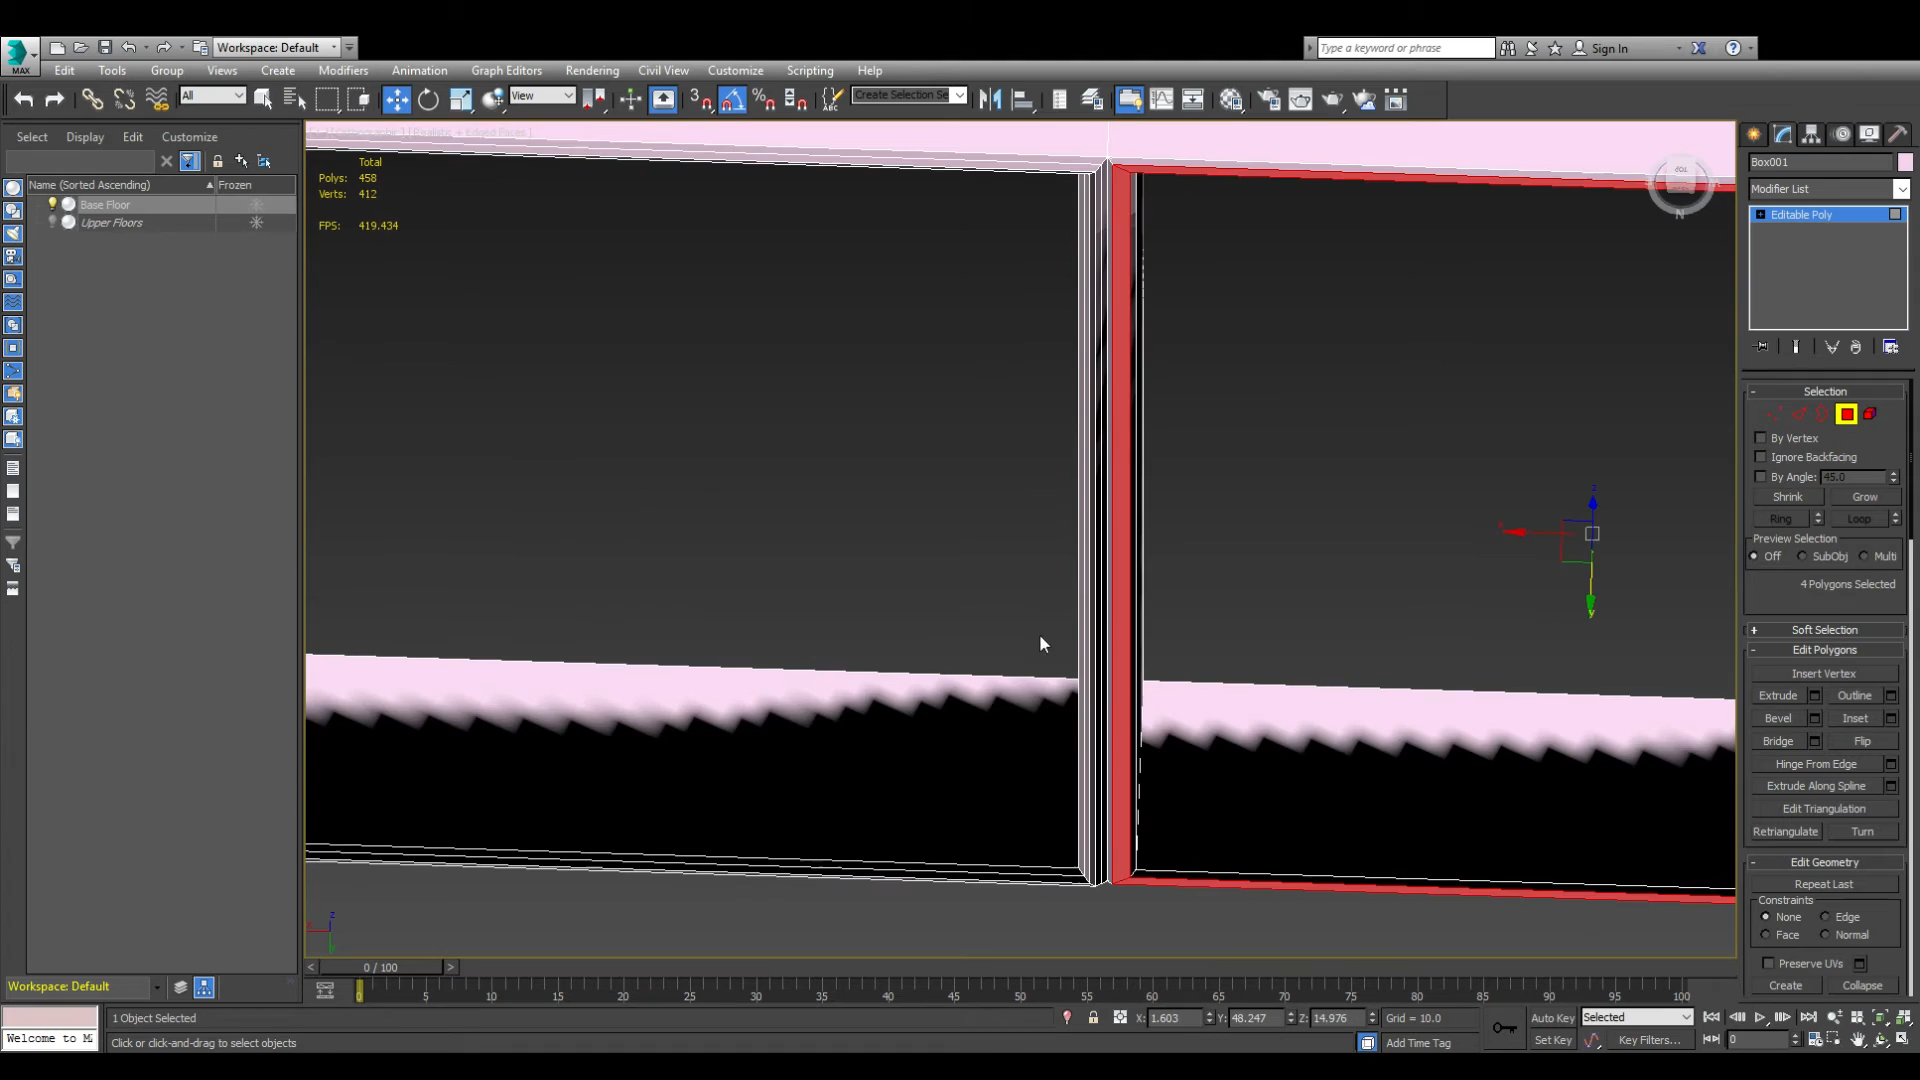 Workspace: Default
Type a keyword or phrase
Sign In
MAX
Edit Tools Group Views Create Modifiers Animation Graph Editors Rendering Civil View Customize Scripting Help
All
View
Create Selection Se
Select Display Edit Customize
Name (Sorted Ascending) Frozen
Base Floor
Upper Floors
Total
Polys: 458
Verts: 412
FPS: 419.434
TOP
N
Box001
Modifier List
Editable Poly
Selection
By Vertex
Ignore Backfacing
By Angle: 45.0
Shrink Grow
Ring Loop
Preview Selection
Off SubObj Multi
4 Polygons Selected
Soft Selection
Edit Polygons
Insert Vertex
Extrude Outline
Bevel Inset
Bridge Flip
Hinge From Edge
Extrude Along Spline
Edit Triangulation
Retriangulate Turn
Edit Geometry
Repeat Last
Constraints
None Edge
Face Normal
Preserve UVs
Create Collapse
z
y
z
0 / 100
Workspace: Default
0 5 10 15 20 25 30 35 40 45 50 55 60 65 70 75 80 85 90 95 100
1 Object Selected
X: 1.603 Y: 48.247 Z: 14.976 Grid = 10.0
Auto Key Selected
Welcome to M
Click or click-and-drag to select objects
Add Time Tag
Set Key Key Filters... 0